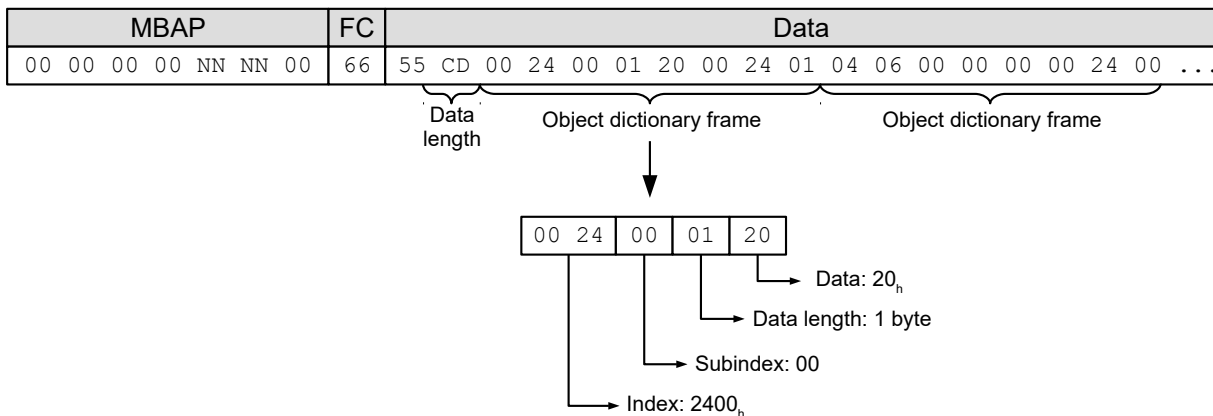 MBAP FC Data
00 00 00 00 NN NN 00 66 55 CD 00 24 00 01 20 00 24 01 04 06 00 00 00 00 24 00 ...
Data
length
Object dictionary frame
Object dictionary frame
00 24 00 01 20
Data: 20h
Data length: 1 byte
Subindex: 00
Index: 2400h